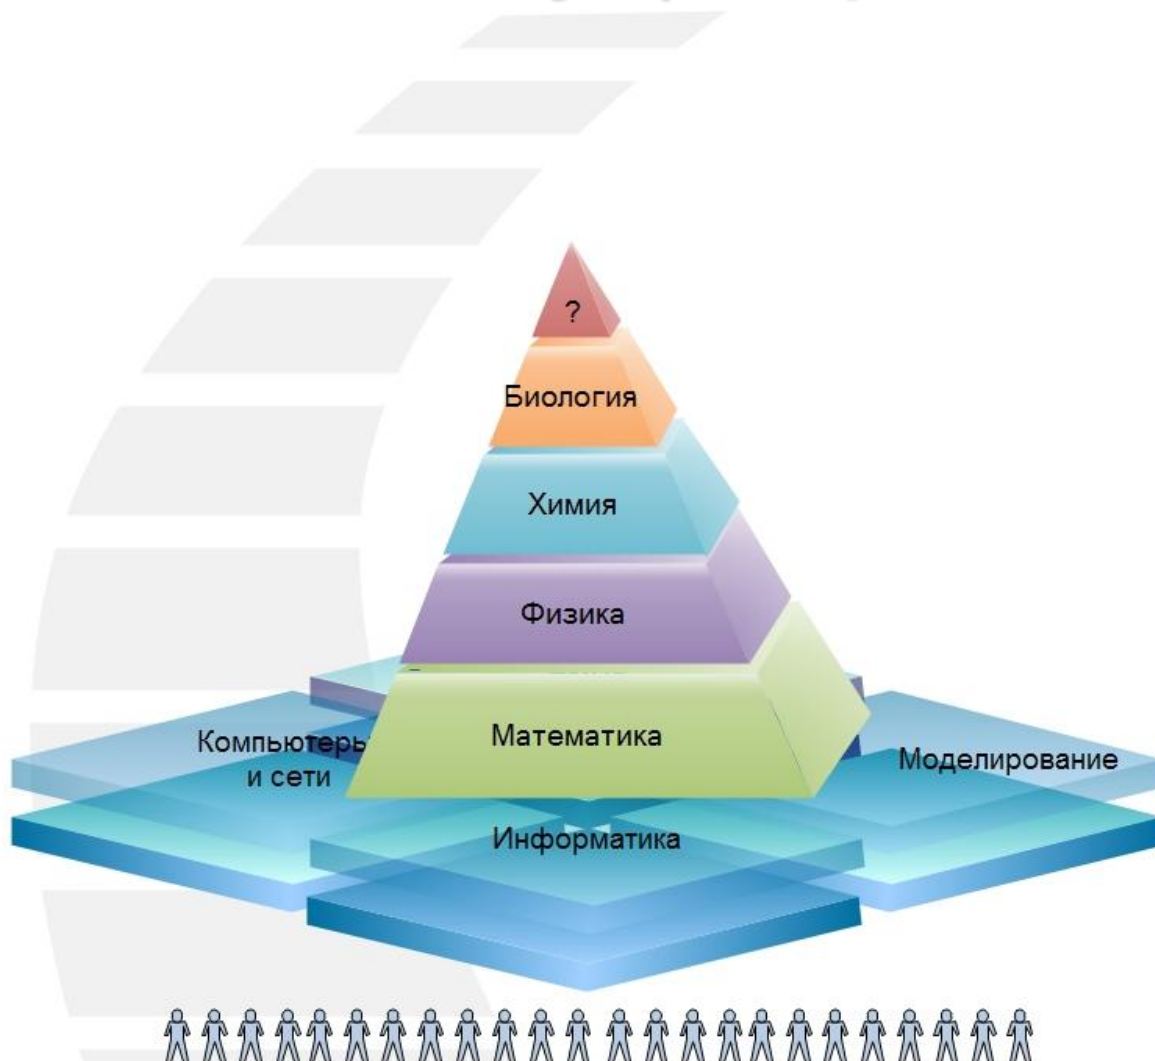 ?
Биология
Химия
Физика
Математика
Компьютеры
и сети
Моделирование
Информатика